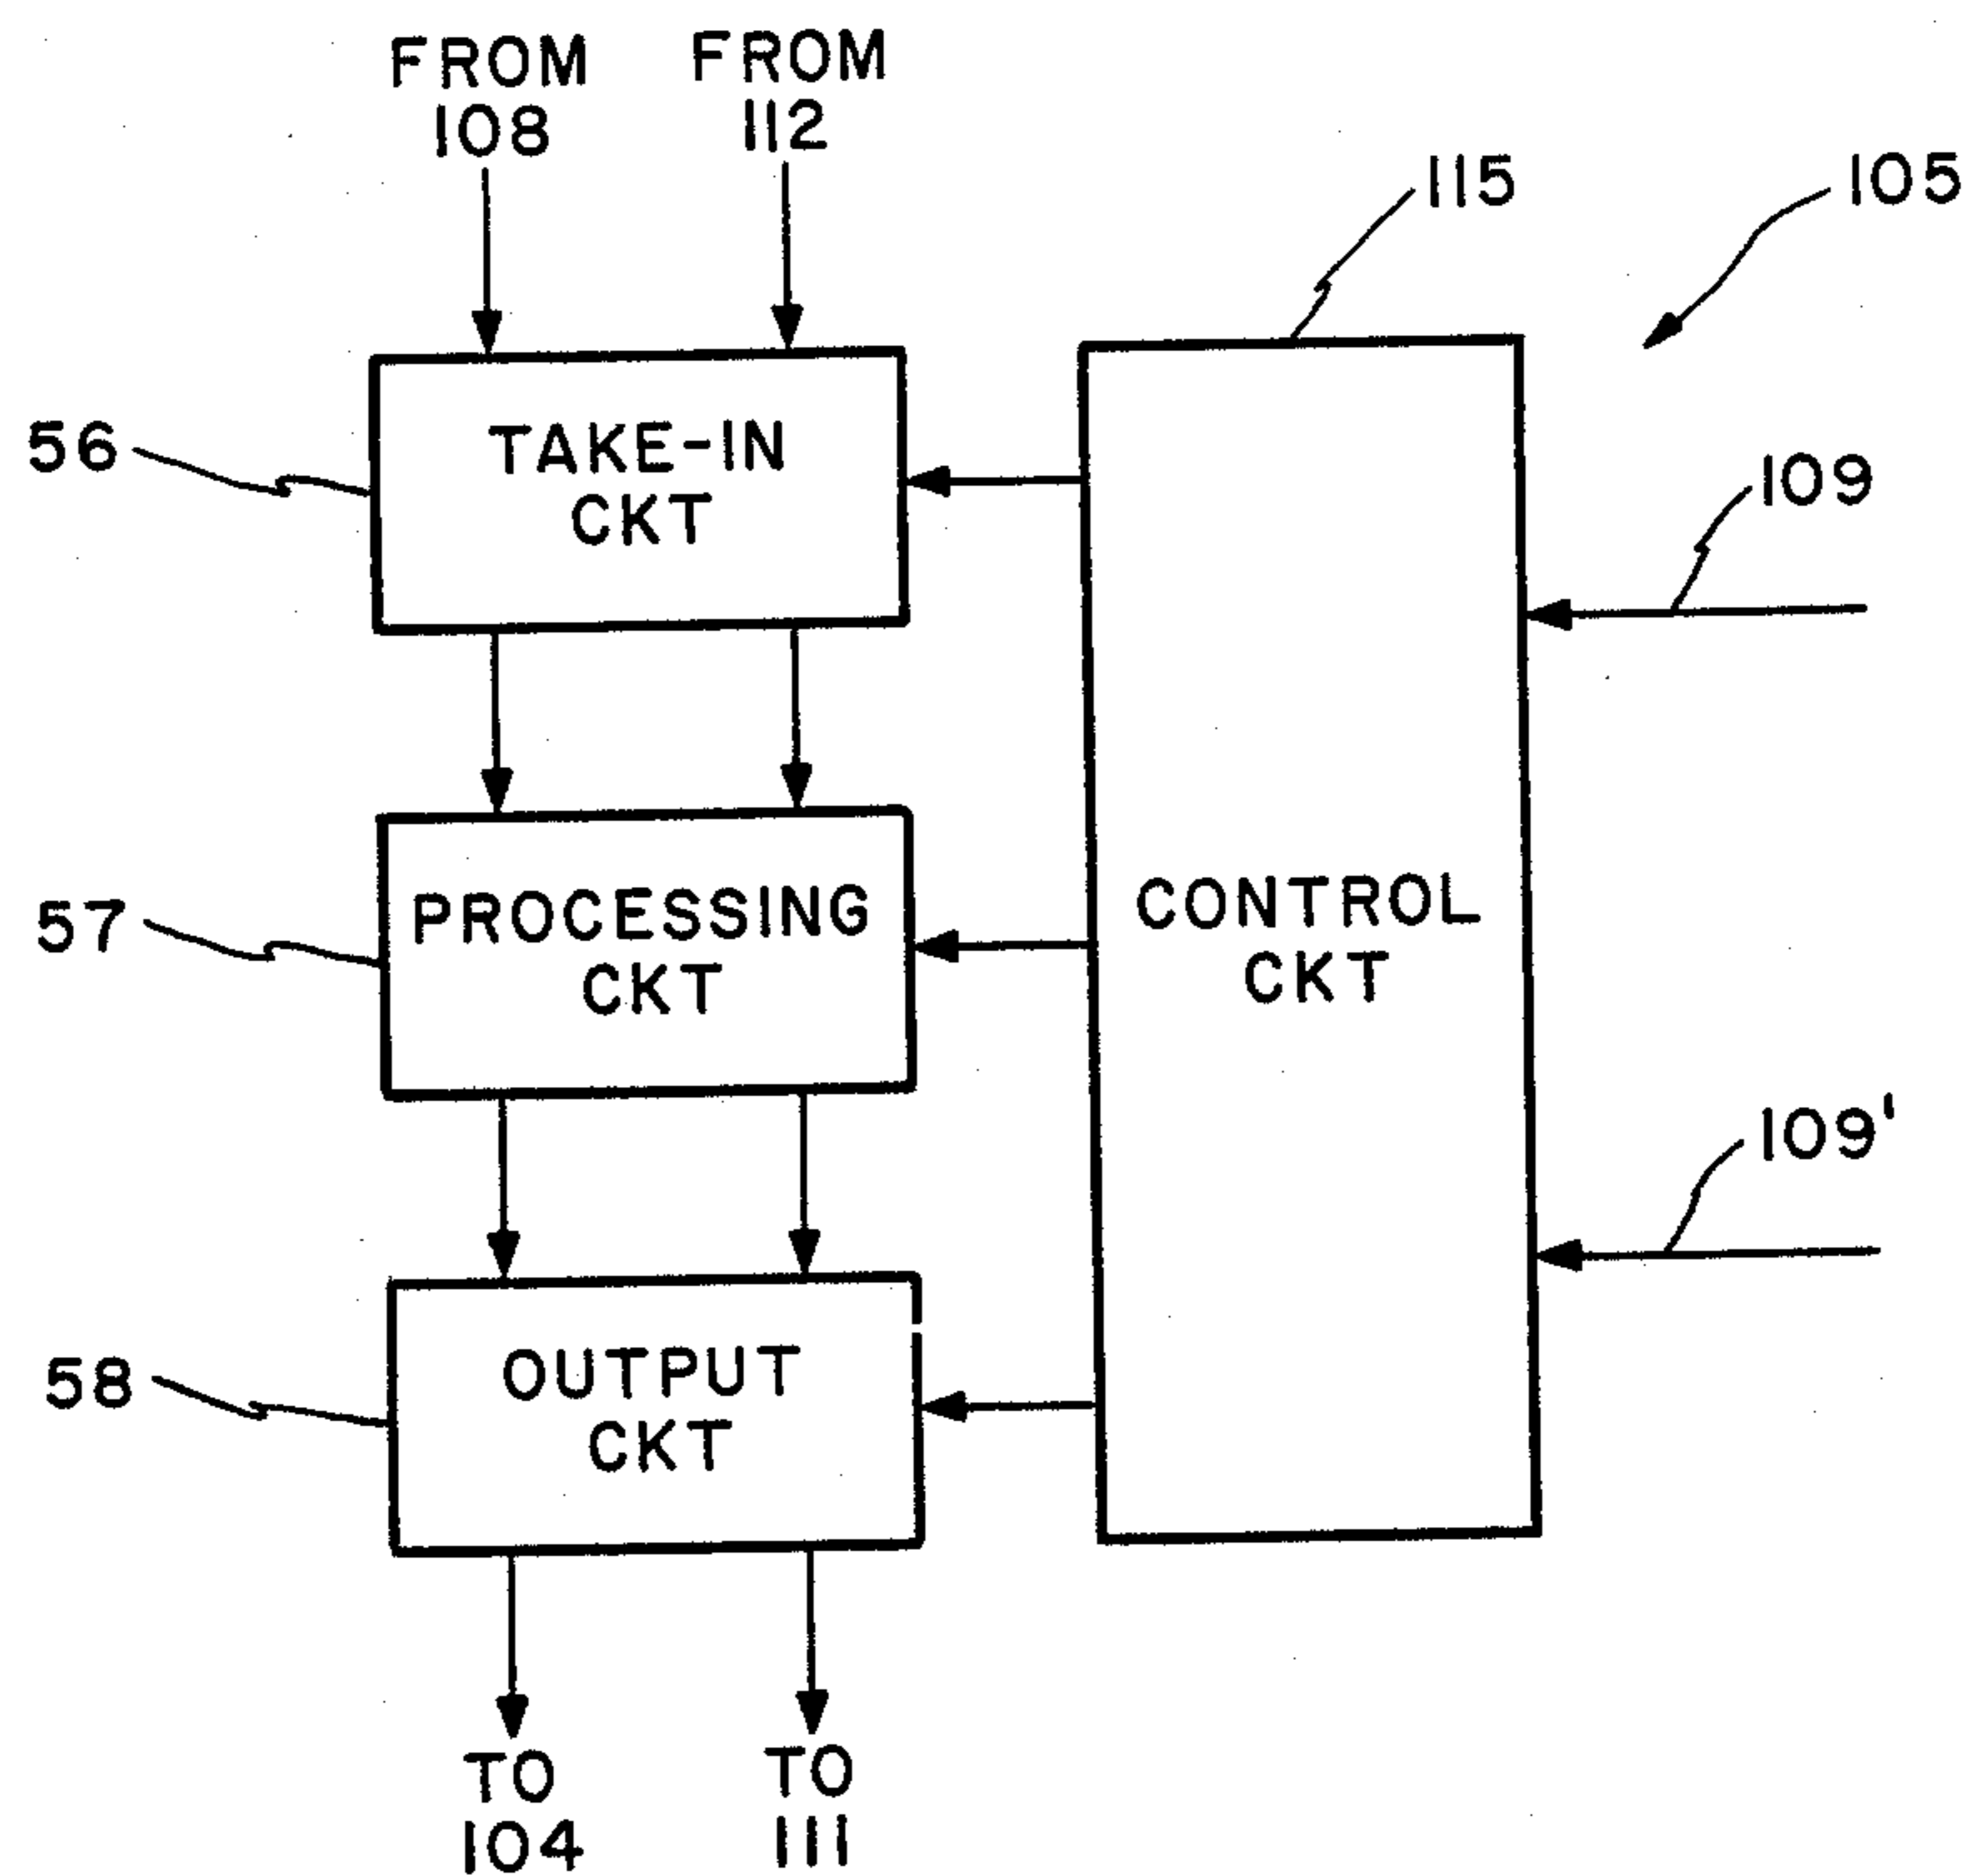 FROM
108
FROM
112
115
105
56
TAKE-IN
CKT
109
57
PROCESSING
CKT
CONTROL
CKT
109'
58
OUTPUT
CKT
TO
104
TO
111